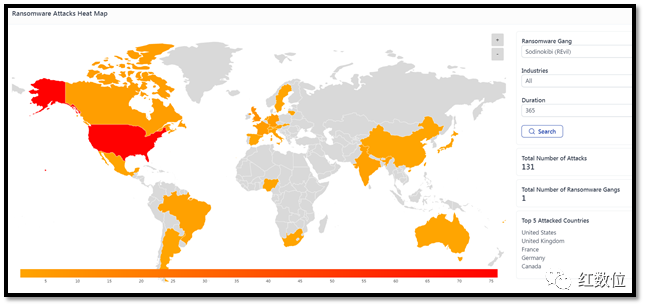 Ransomware Attacks Heat Map
+
-
Ransomware Gang
Sodinokibi (REvil)
Industries
All
Duration
365
Search
Total Number of Attacks
131
Total Number of Ransomware Gangs
1
Top 5 Attacked Countries
United States
United Kingdom
France
Germany
Canada
5 10 15 20 25 30 35 40 45 50 55 60 65 70 75
红数位